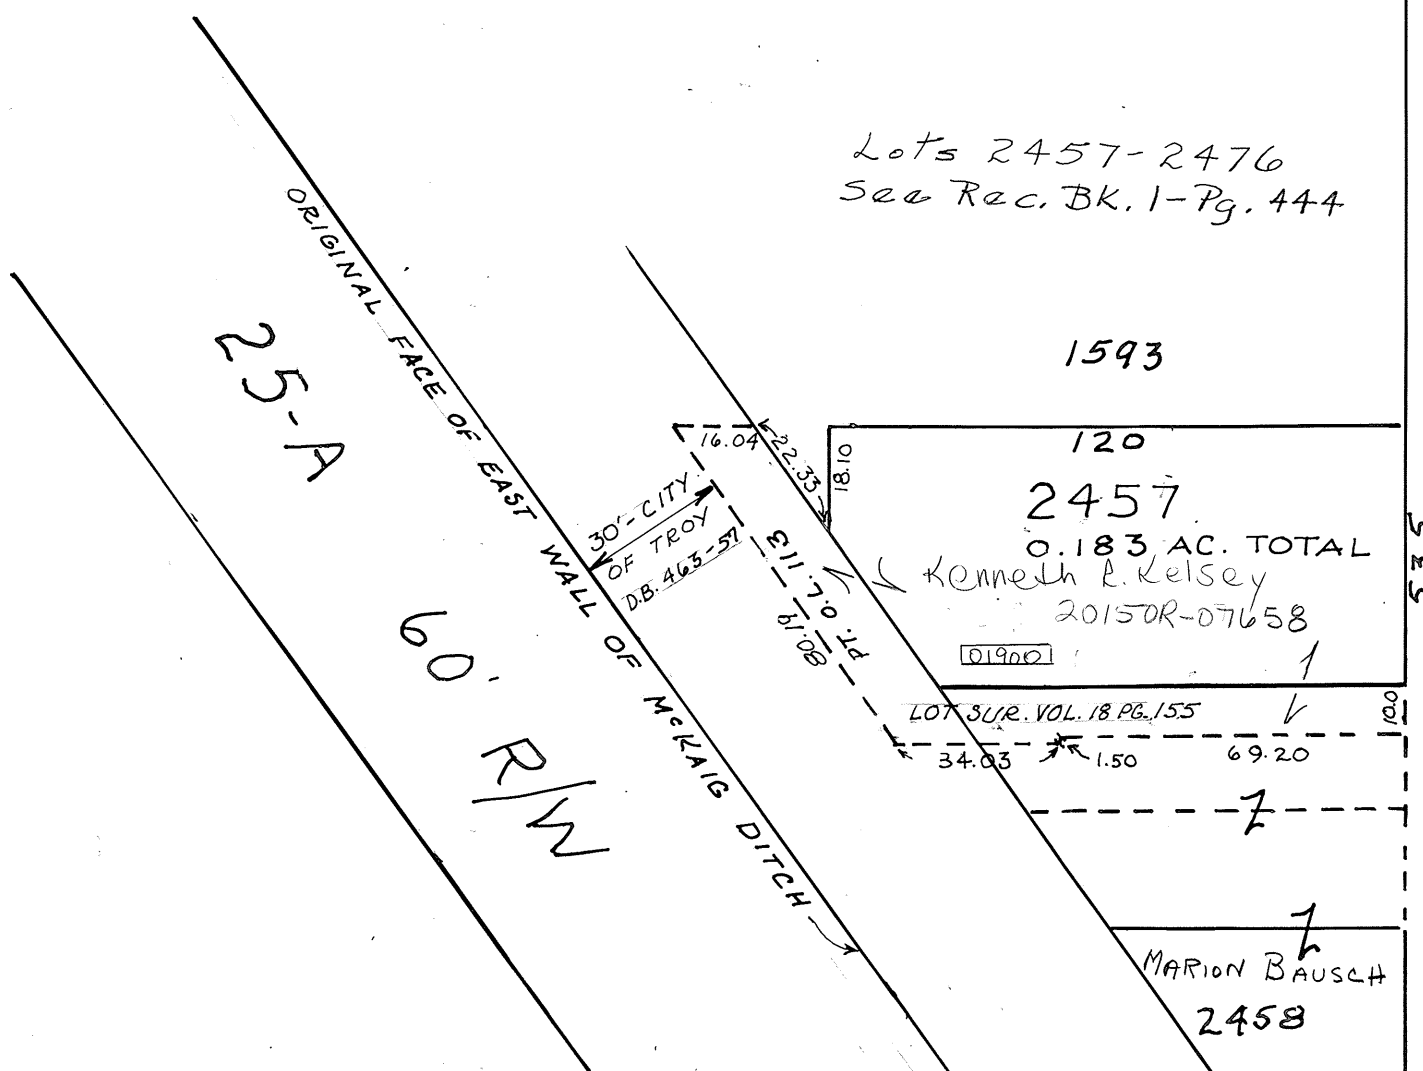 Lots 2457-2476
See Rec. BK. 1-Pg. 444
ORIGINAL FACE OF EAST WALL OF McKAIG DITCH
25-A
60' R/W
1593
16.04
22.33
18.10
120
2457
0.183 AC. TOTAL
Kenneth R. Kelsey
20150R-07658
01900
30'-CITY
OF TROY
D.B. 463-57
PT. O.L. 113
80.19
535
LOT SUR. VOL. 18 PG. 155
10.0
34.03
1.50
69.20
MARION BAUSCH
2458